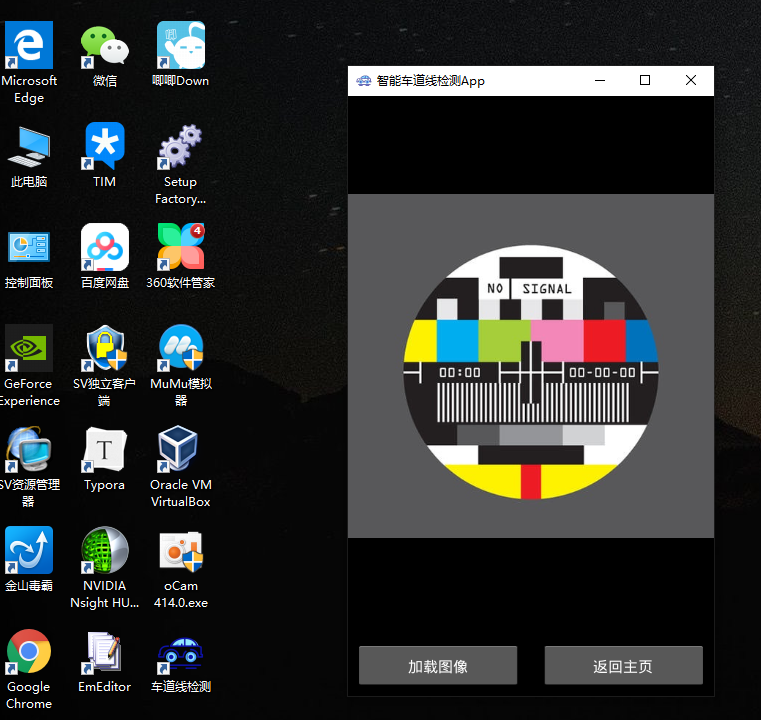 Microsoft
Edge
微信
唧唧Down
此电脑
TIM
Setup
Factory...
控制面板
百度网盘
4
360软件管家
GeForce
Experience
SV独立客户
端
MuMu模拟
器
SV资源管理
器
T
Typora
Oracle VM
VirtualBox
金山毒霸
NVIDIA
Nsight HU...
oCam
414.0.exe
Google
Chrome
EmEditor
车道线检测
智能车道线检测App
NO SIGNAL
00:00 00-00-00
加载图像 返回主页